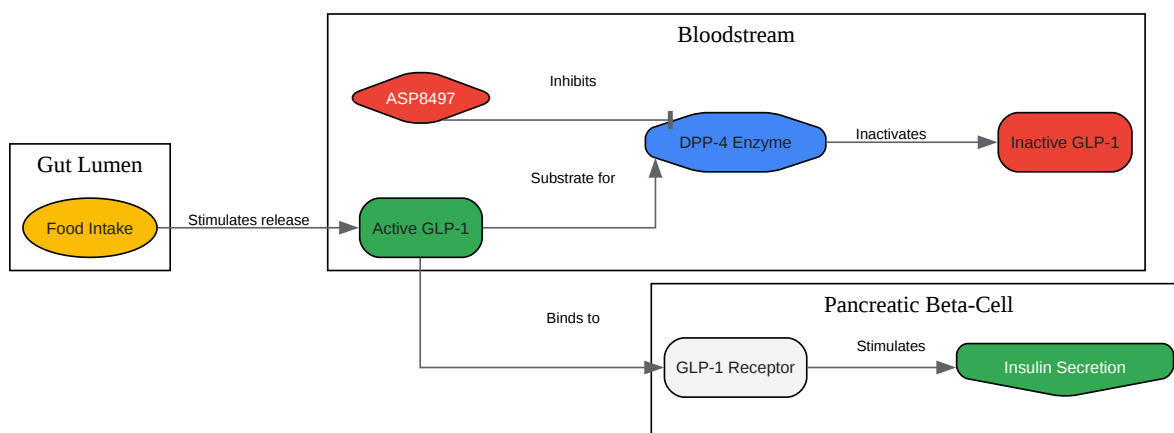 Bloodstream
Inhibits
ASP8497
DPP-4 Enzyme
Inactivates
Inactive GLP-1
Gut Lumen
Substrate for
Food Intake
Stimulates release
Active GLP-1
Pancreatic Beta-Cell
Binds to
GLP-1 Receptor
Stimulates
Insulin Secretion